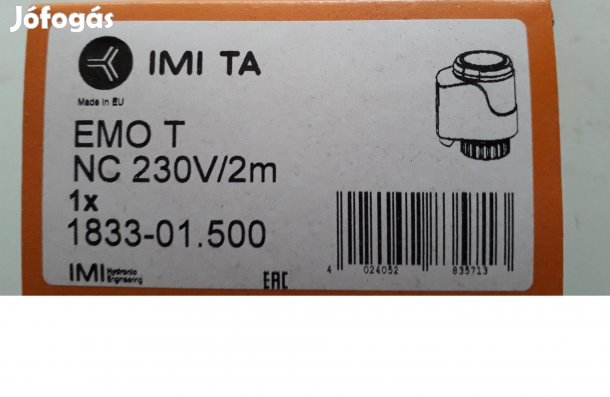 Jófogás
IMI TA
Made in EU
EMO T
NC 230V/2m
1x
1833-01.500
IMI Hydronic Engineering
EAC
4 024052 835713